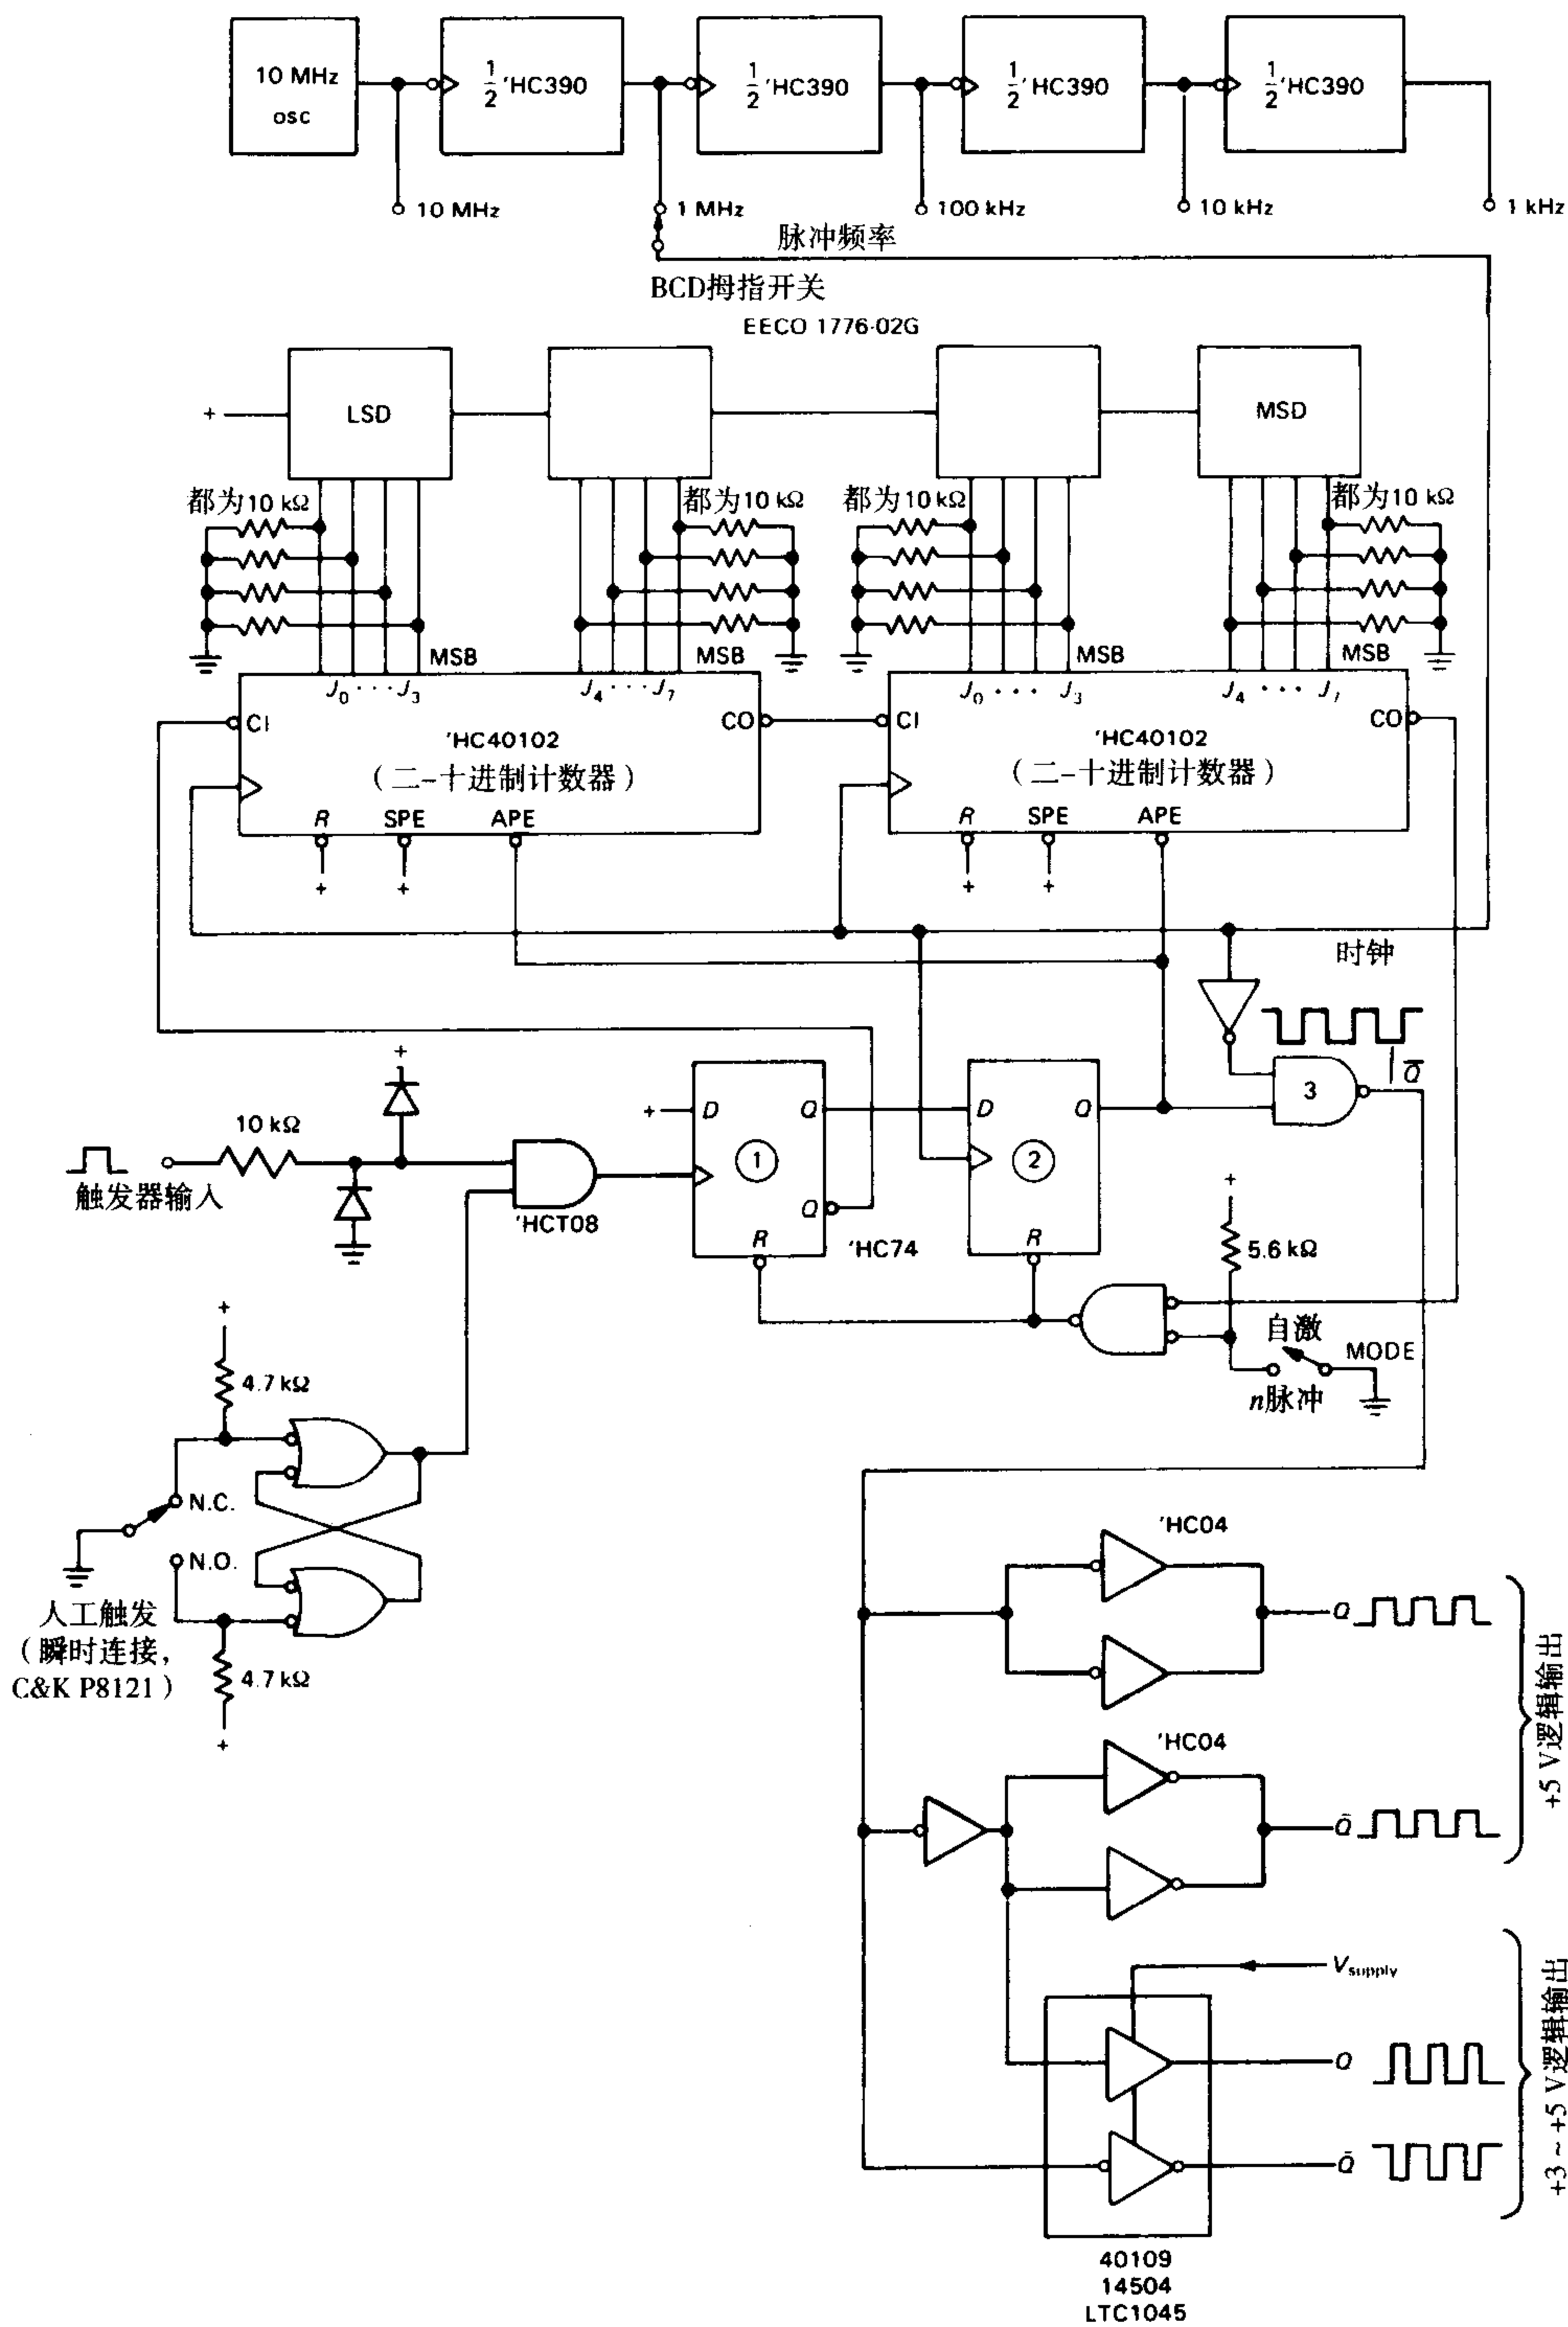 10 MHz
osc
1/2 'HC390
1/2 'HC390
1/2 'HC390
1/2 'HC390
10 MHz
1 MHz
100 kHz
10 kHz
1 kHz
脉冲频率
BCD拇指开关
EECO 1776-02G
+
LSD
MSD
都为10 kΩ
都为10 kΩ
都为10 kΩ
都为10 kΩ
MSB
MSB
MSB
MSB
J0 ··· J3
J4 ··· J7
J0 ··· J3
J4 ··· J7
CI
CO
CI
CO
'HC40102
（二-十进制计数器）
'HC40102
（二-十进制计数器）
R
SPE
APE
R
SPE
APE
+
+
+
+
时钟
+
10 kΩ
触发器输入
'HCT08
+
D
Q
1
Q
R
'HC74
D
Q
2
R
3
Q̄
+
5.6 kΩ
自激
MODE
n脉冲
+
4.7 kΩ
N.C.
N.O.
人工触发
（瞬时连接，
C&K P8121）
4.7 kΩ
+
'HC04
Q
'HC04
Q̄
+5 V逻辑输出
Vsupply
Q
Q̄
+3 ~ +5 V逻辑输出
40109
14504
LTC1045